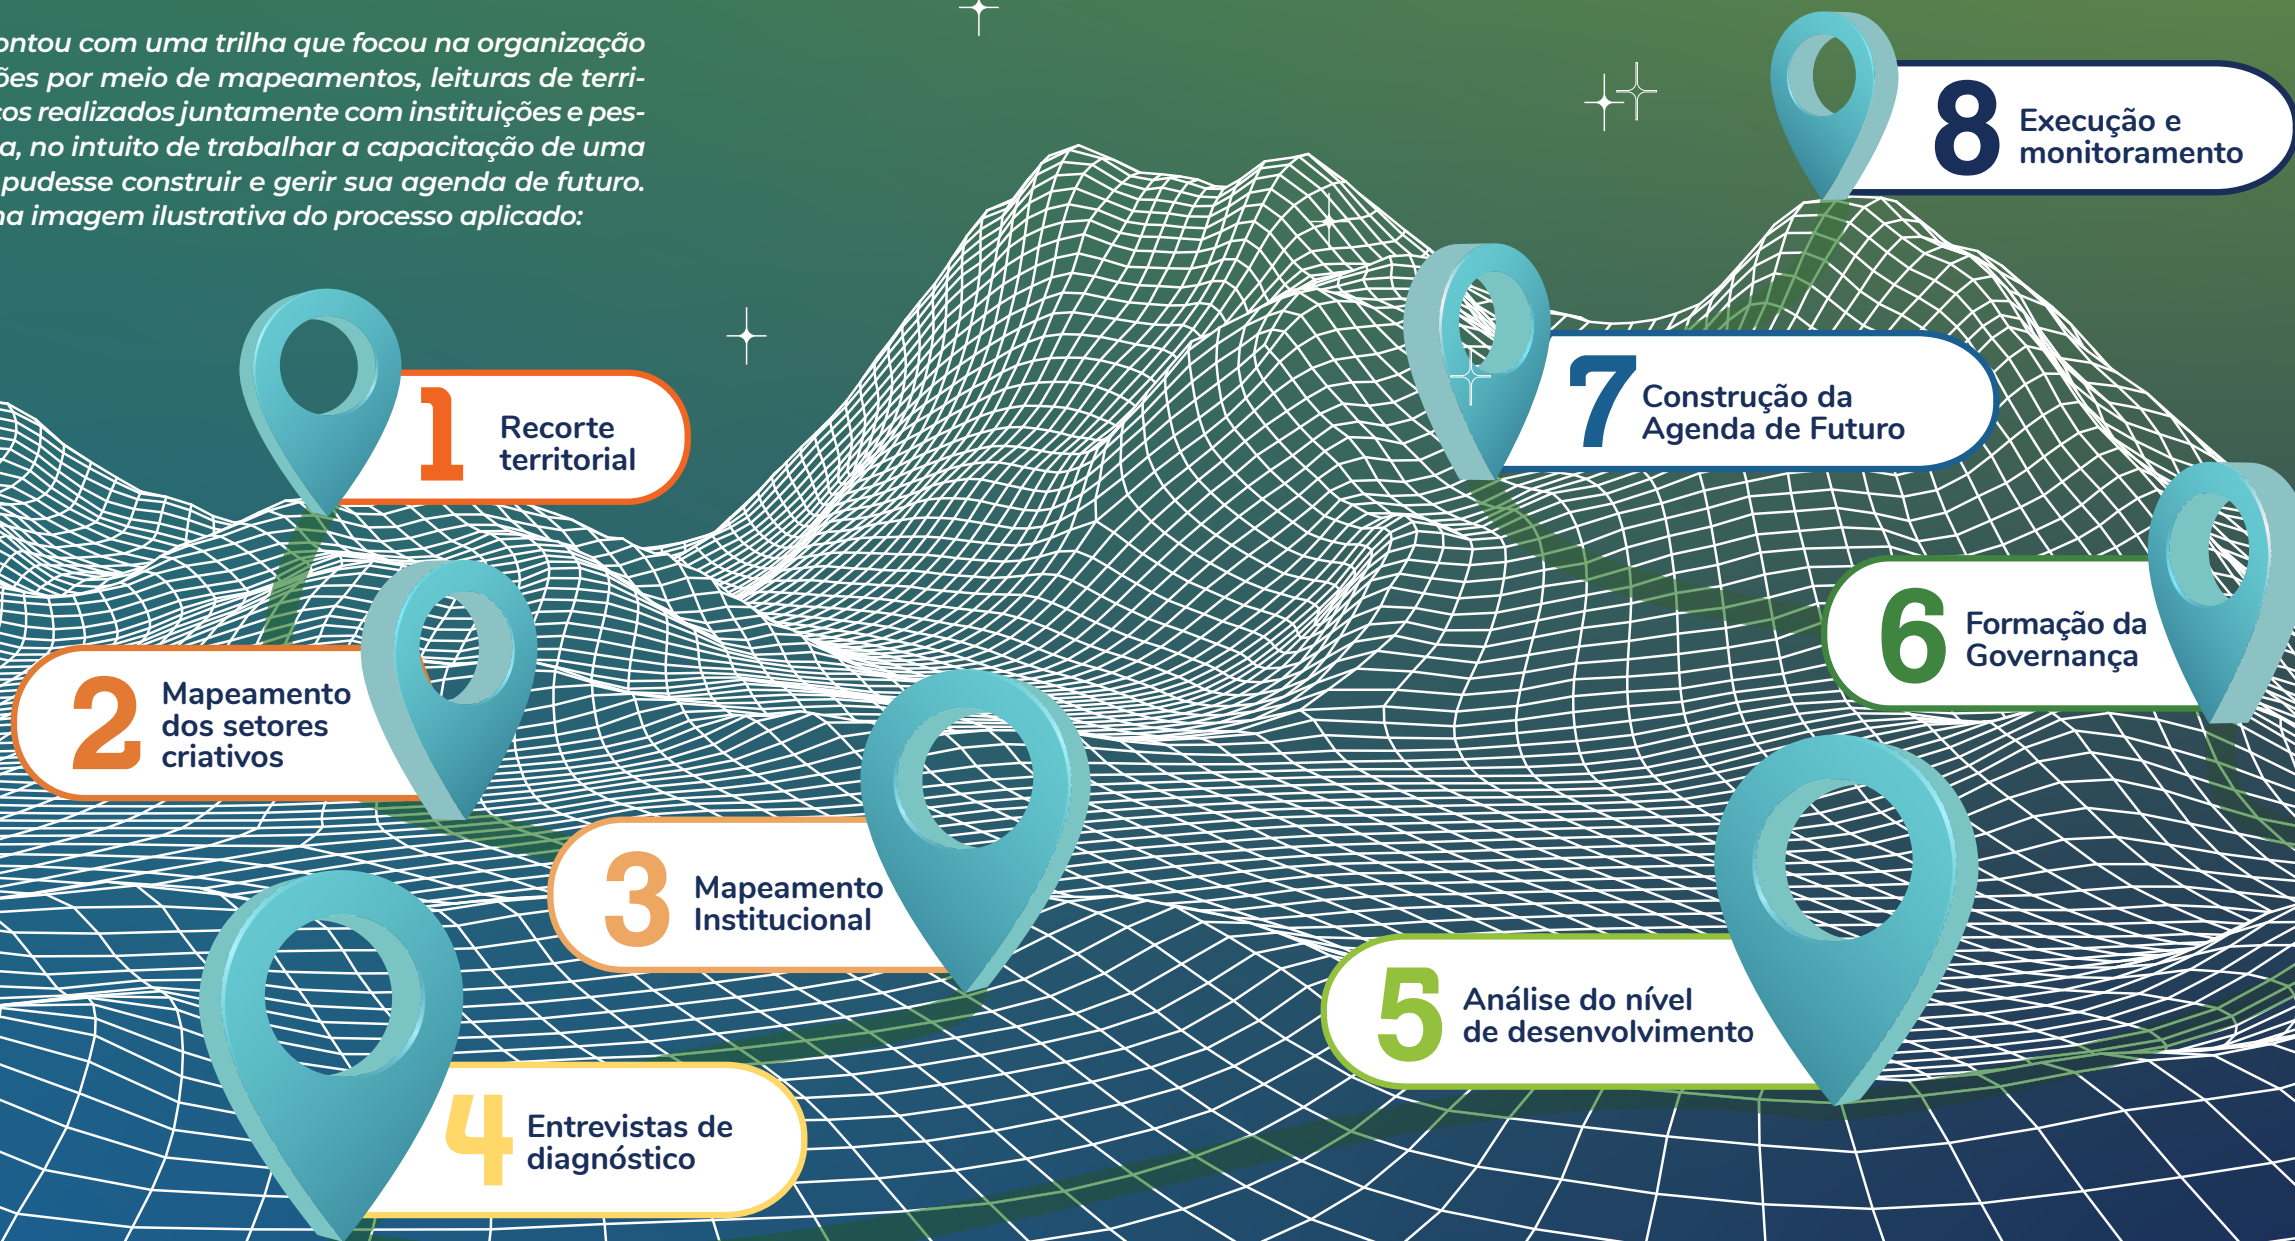 ontou com uma trilha que focou na organização
ões por meio de mapeamentos, leituras de terri-
os realizados juntamente com instituições e pes-
a, no intuito de trabalhar a capacitação de uma
pudesse construir e gerir sua agenda de futuro.
na imagem ilustrativa do processo aplicado:
1
Recorte
territorial
2
Mapeamento
dos setores
criativos
3
Mapeamento
Institucional
4
Entrevistas de
diagnóstico
5
Análise do nível
de desenvolvimento
6
Formação da
Governança
7
Construção da
Agenda de Futuro
8
Execução e
monitoramento